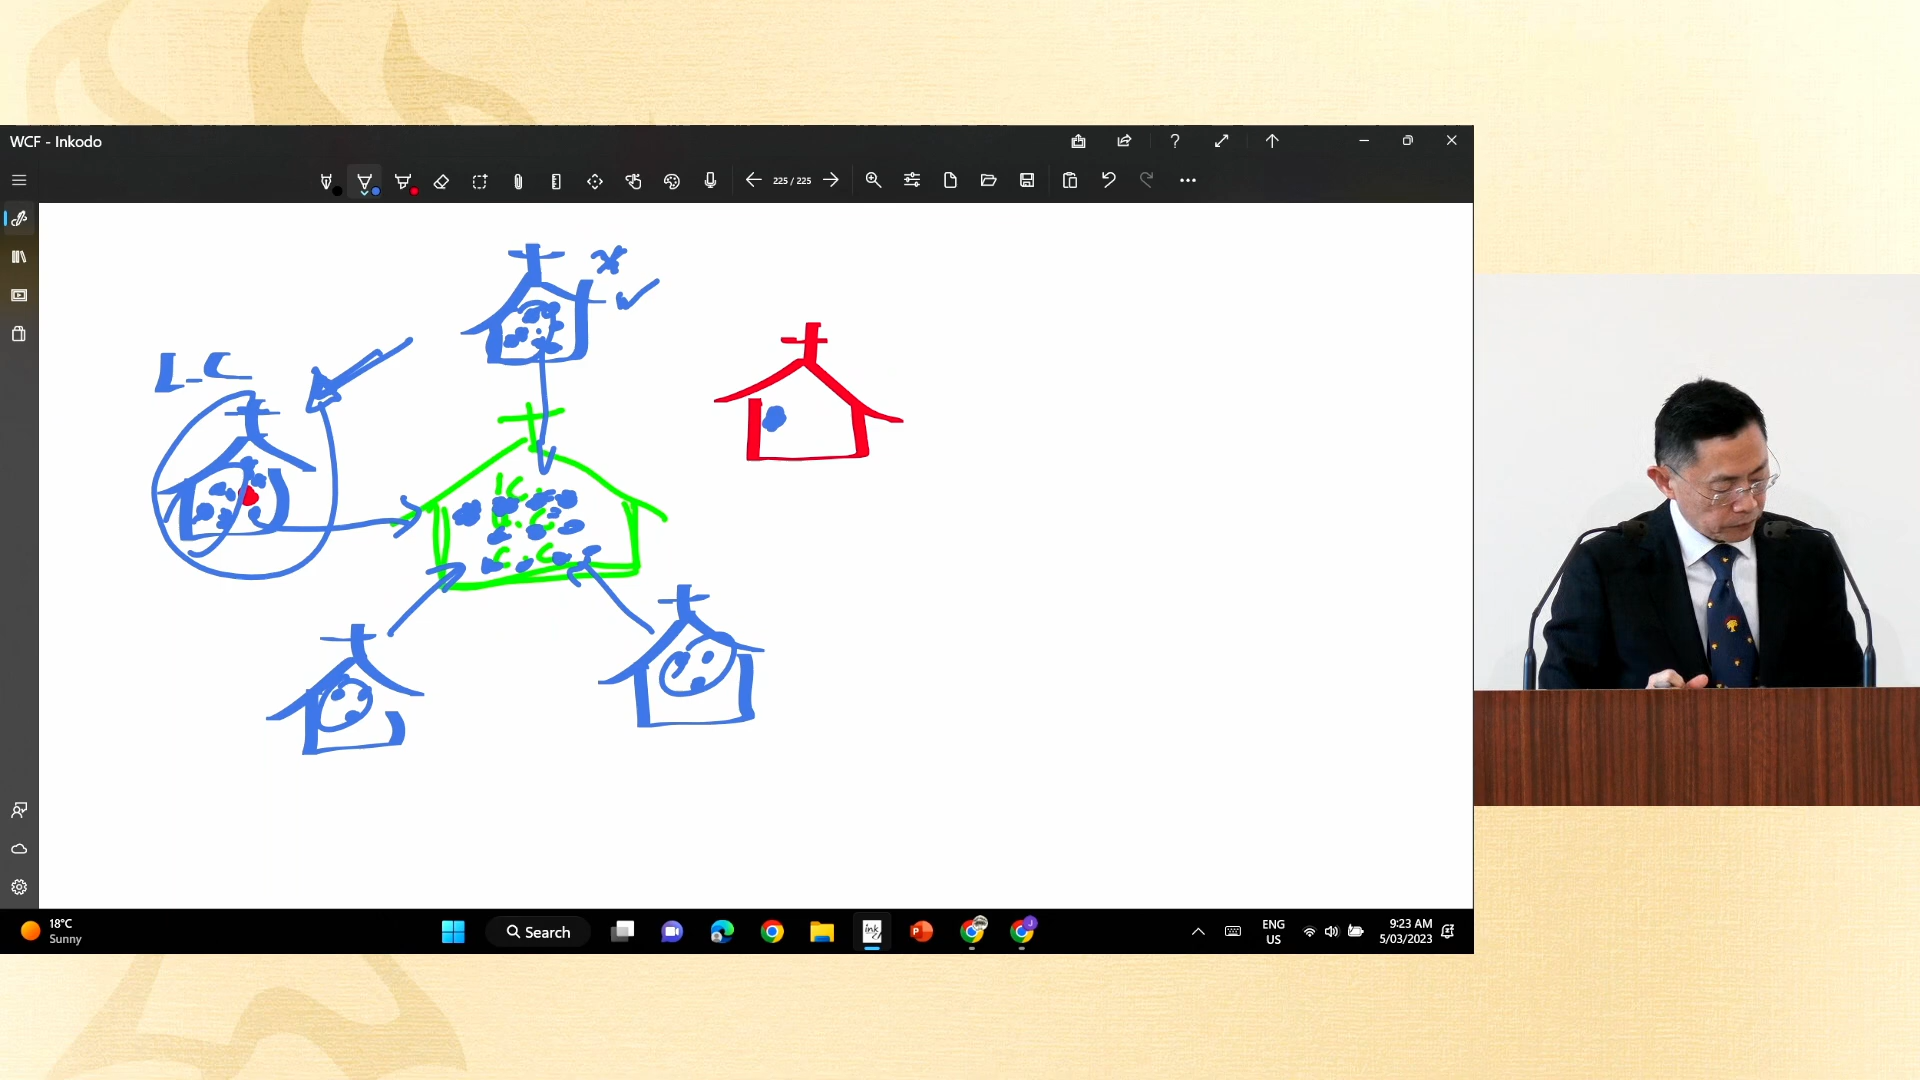 WCF - Inkodo
225 / 225
L-C
I C.
C.C
18°C
Sunny
Search
ENG
US
9:23 AM
5/03/2023